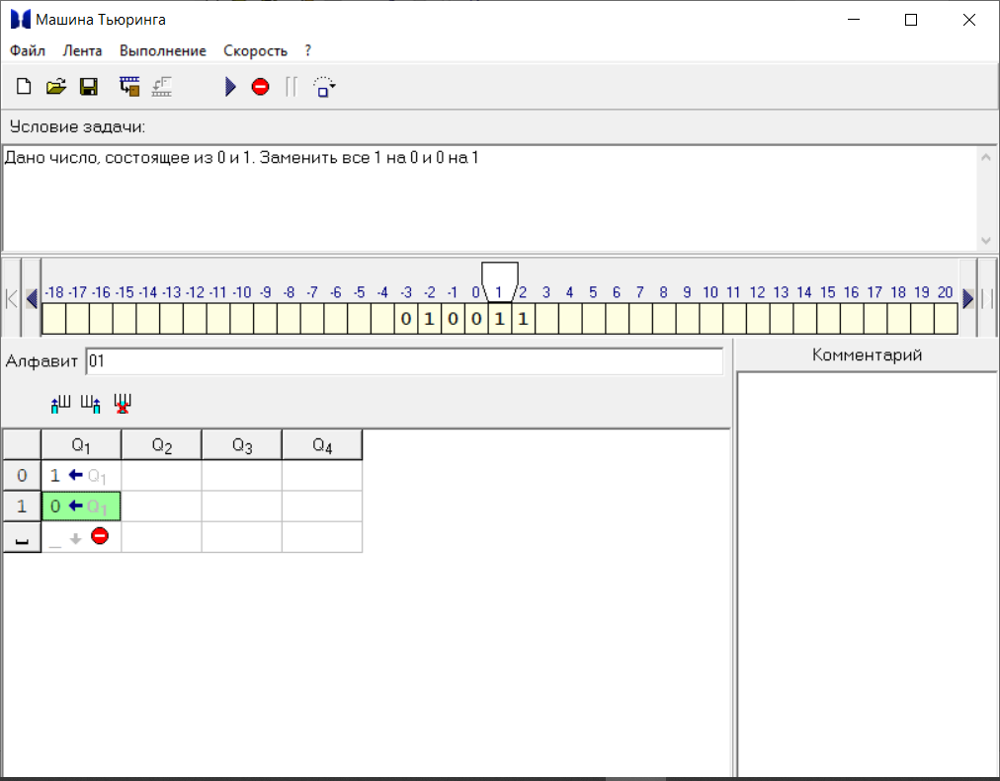 Машина Тьюринга
Файл Лента Выполнение Скорость ?
Условие задачи:
Дано число, состоящее из 0 и 1. Заменить все 1 на 0 и 0 на 1
-18 -17 -16 -15 -14 -13 -12 -11 -10 -9 -8 -7 -6 -5 -4 -3 -2 -1 0 1 2 3 4 5 6 7 8 9 10 11 12 13 14 15 16 17 18 19 20
0 1 0 0 1 1
Алфавит 01
Комментарий
Q1 Q2 Q3 Q4
0 1 ← Q1
1 0 ← Q1
_